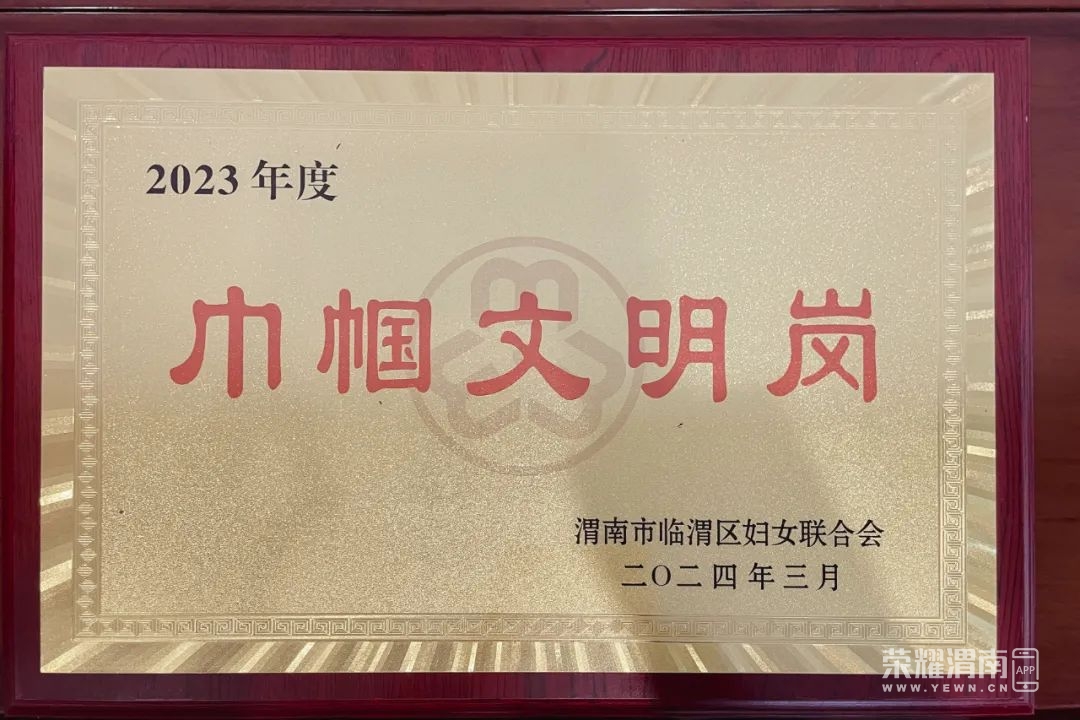 2023年度
巾帼文明岗
渭南市临渭区妇女联合会
二〇二四年三月
荣耀渭南
APP
WWW.YEWN.CN